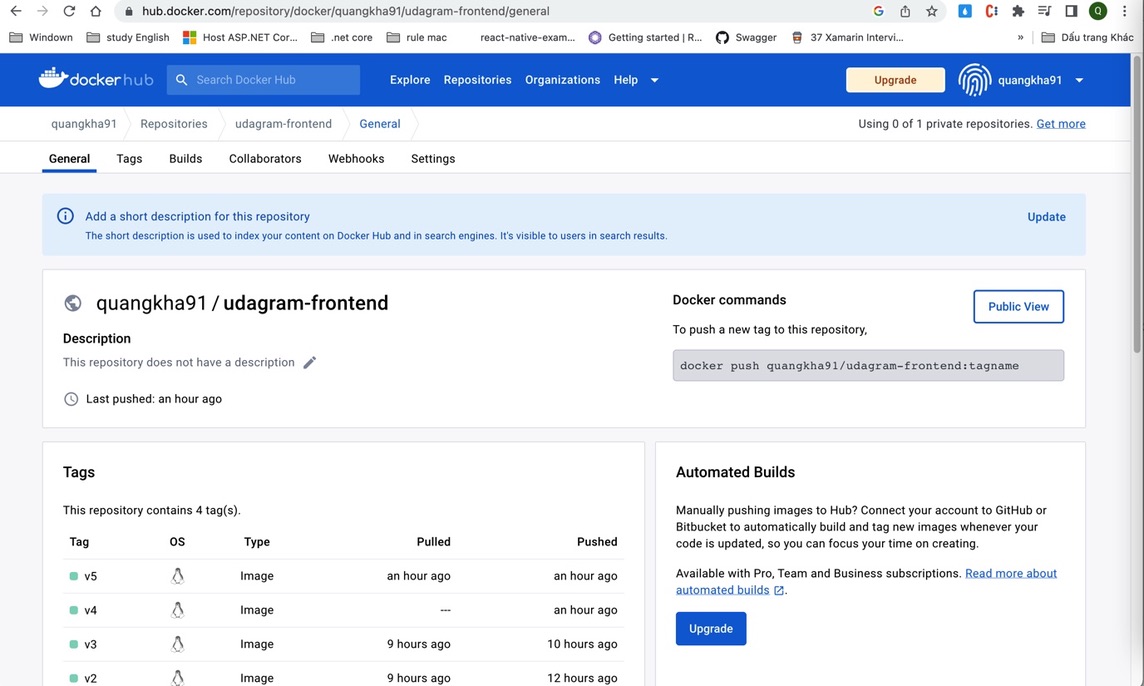 hub.docker.com/repository/docker/quangkha91/udagram-frontend/general
Q
Window study English Host ASP.NET Cor... .net core rule mac react-native-exam... Getting started | R... Swagger 37 Xamarin Intervi... » Dấu trang Khác
dockerhub Search Docker Hub Explore Repositories Organizations Help Upgrade quangkha91
quangkha91 Repositories udagram-frontend General Using 0 of 1 private repositories. Get more
General Tags Builds Collaborators Webhooks Settings
Add a short description for this repository Update
The short description is used to index your content on Docker Hub and in search engines. It's visible to users in search results.
quangkha91 / udagram-frontend
Description
This repository does not have a description
Last pushed: an hour ago
Docker commands Public View
To push a new tag to this repository,
docker push quangkha91/udagram-frontend:tagname
Tags
This repository contains 4 tag(s).
Tag OS Type Pulled Pushed
v5 Image an hour ago an hour ago
v4 Image --- an hour ago
v3 Image 9 hours ago 10 hours ago
v2 Image 9 hours ago 12 hours ago
Automated Builds
Manually pushing images to Hub? Connect your account to GitHub or
Bitbucket to automatically build and tag new images whenever your
code is updated, so you can focus your time on creating.
Available with Pro, Team and Business subscriptions. Read more about
automated builds.
Upgrade